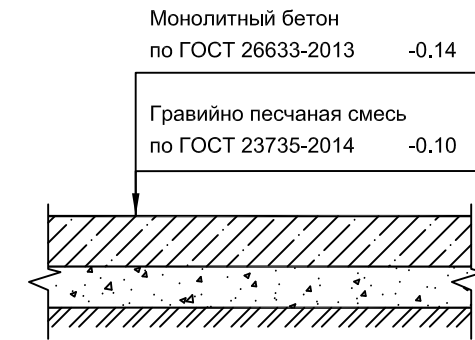 Монолитный бетон
по ГОСТ 26633-2013 -0.14
Гравийно песчаная смесь
по ГОСТ 23735-2014 -0.10